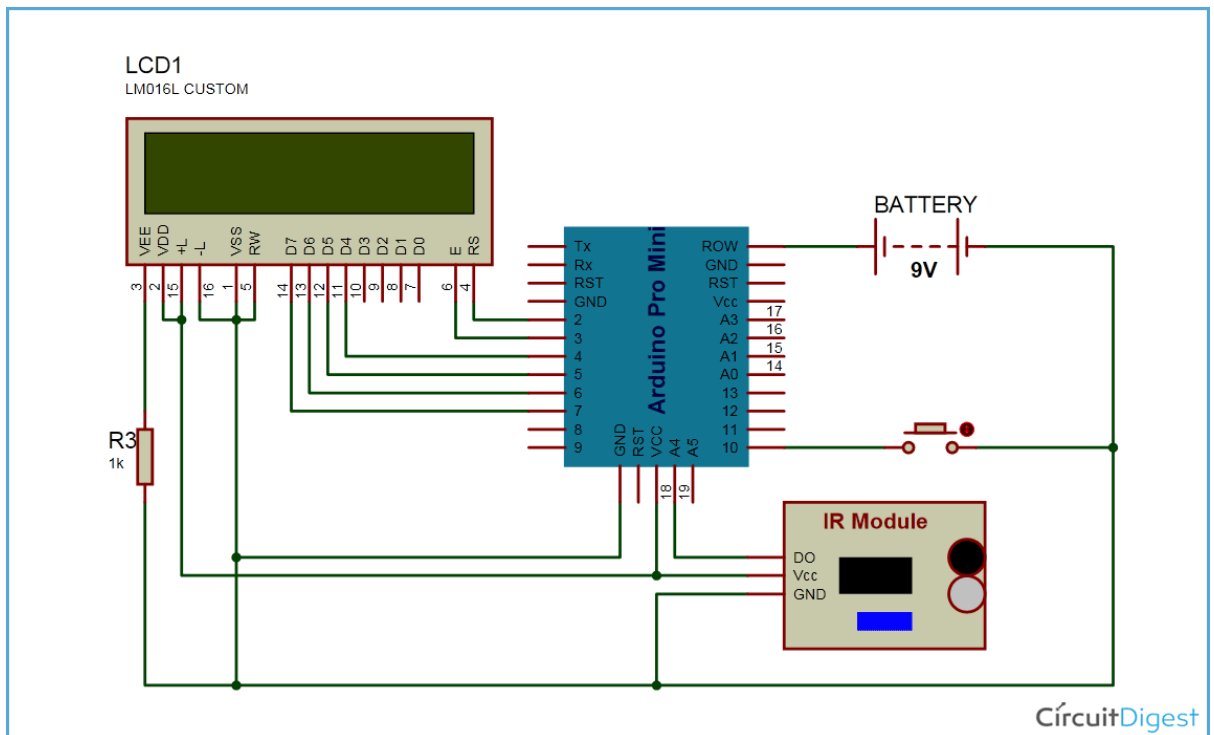 LCD1
LM016L CUSTOM
VEE
VDD
+L
-L
VSS
RW
D7
D6
D5
D4
D3
D2
D1
D0
E
RS
3
2
15
16
1
5
14
13
12
11
10
9
8
7
6
4
R3
1k
Arduino Pro Mini
Tx
Rx
RST
GND
2
3
4
5
6
7
8
9
ROW
GND
RST
Vcc
A3
A2
A1
A0
13
12
11
10
17
16
15
14
GND
RST
VCC
A4
A5
18
19
BATTERY
9V
IR Module
DO
Vcc
GND
CírcuitDigest